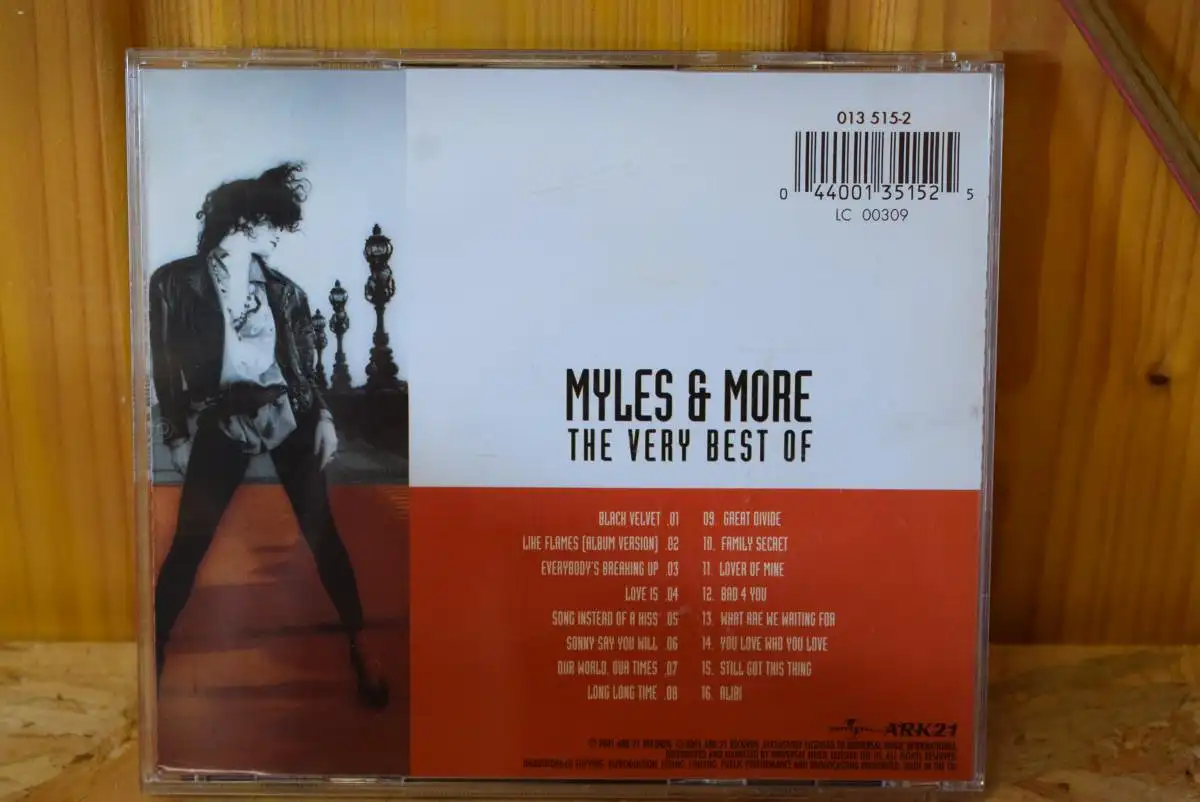 013 515-2
0 44001 35152 5
LC 00309
MYLES & MORE
THE VERY BEST OF
BLACK VELVET .01
LIKE FLAMES (ALBUM VERSION) .02
EVERYBODY'S BREAKING UP .03
LOVE IS .04
SONG INSTEAD OF A KISS .05
SONNY SAY YOU WILL .06
OUR WORLD, OUR TIMES .07
LONG LONG TIME .08
09. GREAT DIVIDE
10. FAMILY SECRET
11. LOVER OF MINE
12. BAD 4 YOU
13. WHAT ARE WE WAITING FOR
14. YOU LOVE WHO YOU LOVE
15. STILL GOT THIS THING
16. ALIBI
ARK21